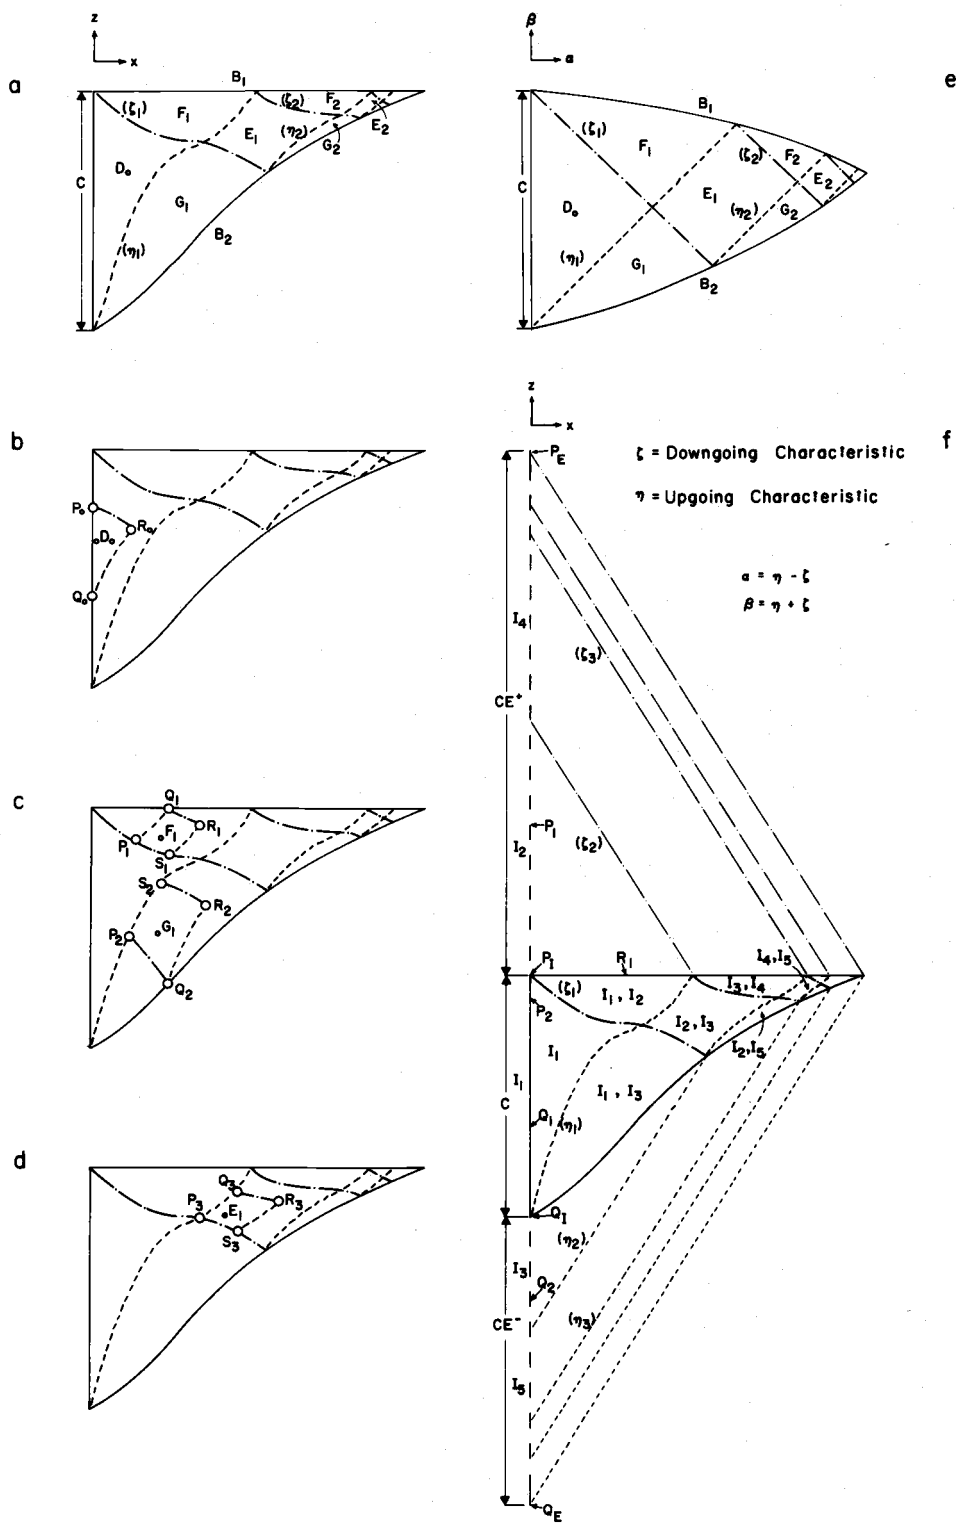 a
z
x
C
B₁
(ζ₁)
F₁
(ζ₂)
F₂
E₁
(η₂)
G₂
E₂
D₀
G₁
(η₁)
B₂
e
β
α
C
B₁
(ζ₁)
F₁
(ζ₂)
F₂
E₁
E₂
D₀
(η₂)
G₂
(η₁)
G₁
B₂
b
P₀
R₀
D₀
Q₀
c
Q₁
R₁
F₁
P₁
S₁
S₂
R₂
P₂
G₁
Q₂
d
Q₃
P₃
R₃
E₁
S₃
f
z
x
P_E
ζ = Downgoing Characteristic
η = Upgoing Characteristic
α = η - ζ
β = η + ζ
I₄
(ζ₃)
CE⁺
P₁
I₂
(ζ₂)
P_I
R₁
I₄, I₅
(ζ₁)
I₁, I₂
I₃, I₄
P₂
I₂, I₃
I₂, I₅
I₁
I₁
I₁, I₃
C
Q₁
(η₁)
Q_I
(η₂)
I₃
Q₂
CE⁻
(η₃)
I₅
Q_E